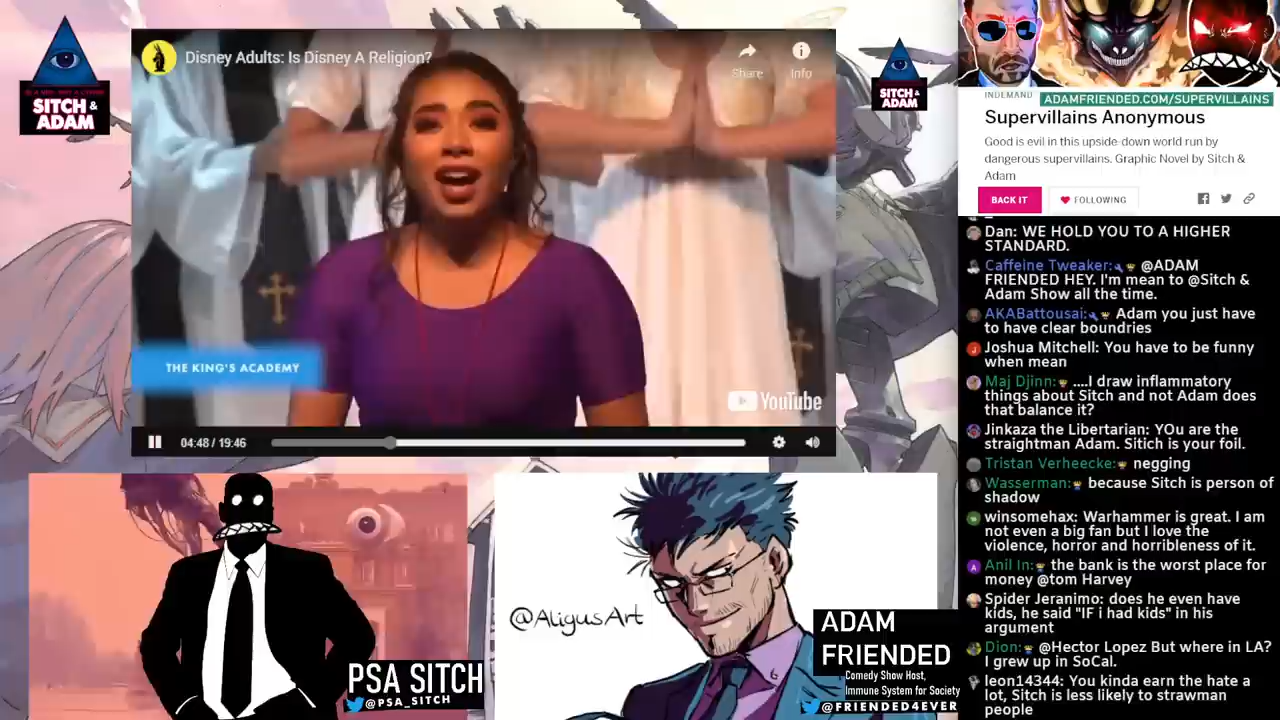 Disney Adults: Is Disney A Religion?
Share
Info
SITCH &
ADAM
SITCH &
ADAM
THE KING'S ACADEMY
YouTube
04:48 / 19:46
INDEMAND
ADAMFRIENDED.COM/SUPERVILLAINS
Supervillains Anonymous
Good is evil in this upside-down world run by
dangerous supervillains. Graphic Novel by Sitch &
Adam
BACK IT
FOLLOWING
Dan: WE HOLD YOU TO A HIGHER
STANDARD.
Caffeine Tweaker: @ADAM
FRIENDED HEY. I'm mean to @Sitch &
Adam Show all the time.
AKABattousai: Adam you just have
to have clear boundries
Joshua Mitchell: You have to be funny
when mean
Maj Djinn: ....I draw inflammatory
things about Sitch and not Adam does
that balance it?
Jinkaza the Libertarian: YOu are the
straightman Adam. Sitich is your foil.
Tristan Verheecke: negging
Wasserman: because Sitch is person of
shadow
winsomehax: Warhammer is great. I am
not even a big fan but I love the
violence, horror and horribleness of it.
Anil In: the bank is the worst place for
money @tom Harvey
Spider Jeranimo: does he even have
kids, he said "IF i had kids" in his
argument
Dion: @Hector Lopez But where in LA?
I grew up in SoCal.
leon14344: You kinda earn the hate a
lot, Sitch is less likely to strawman
people
PSA SITCH
@PSA_SITCH
@AligusArt
ADAM
FRIENDED
Comedy Show Host,
Immune System for Society
@FRIENDED4EVER